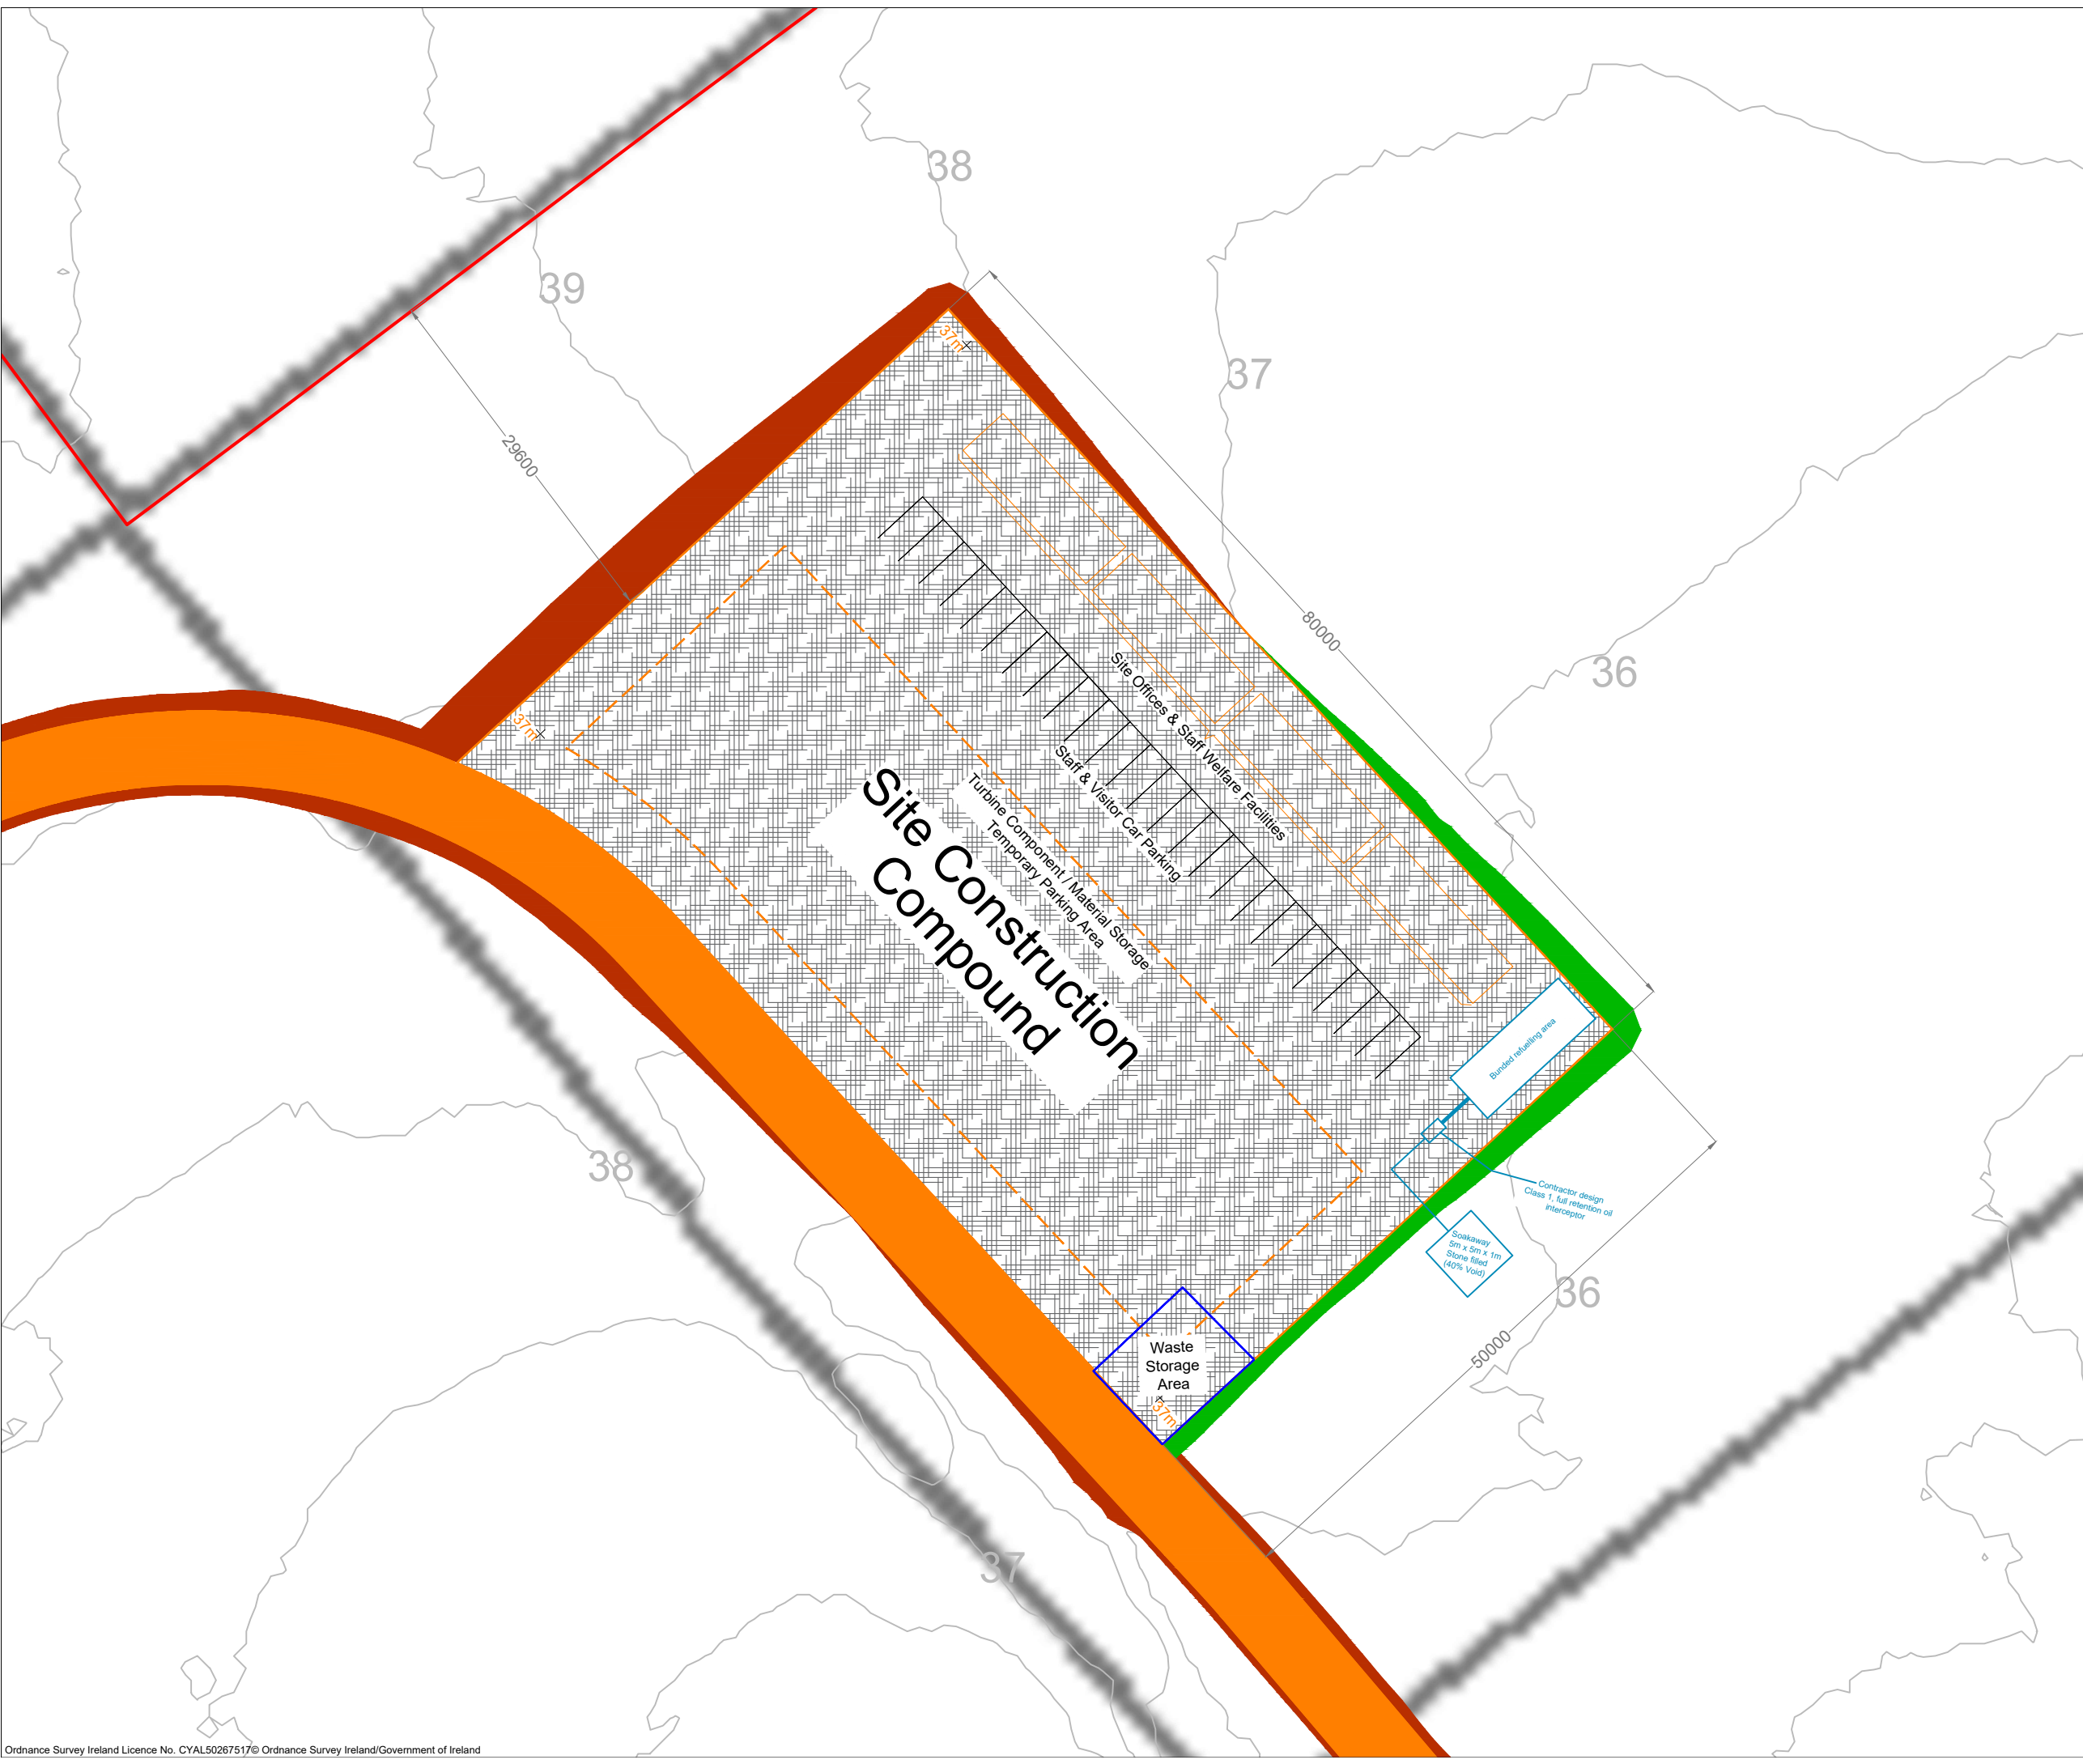 38
39
37m
37
29600
80000
36
37m
Site Offices & Staff Welfare Facilities
Staff & Visitor Car Parking
Turbine Component / Material Storage
Temporary Parking Area
Site Construction
Compound
Bunded refuelling area
Contractor design
Class 1, full retention oil
interceptor
38
Soakaway
5m x 5m x 1m
Stone filled
(40% Void)
36
50000
Waste
Storage
Area
37m
37
Ordnance Survey Ireland Licence No. CYAL50267517© Ordnance Survey Ireland/Government of Ireland